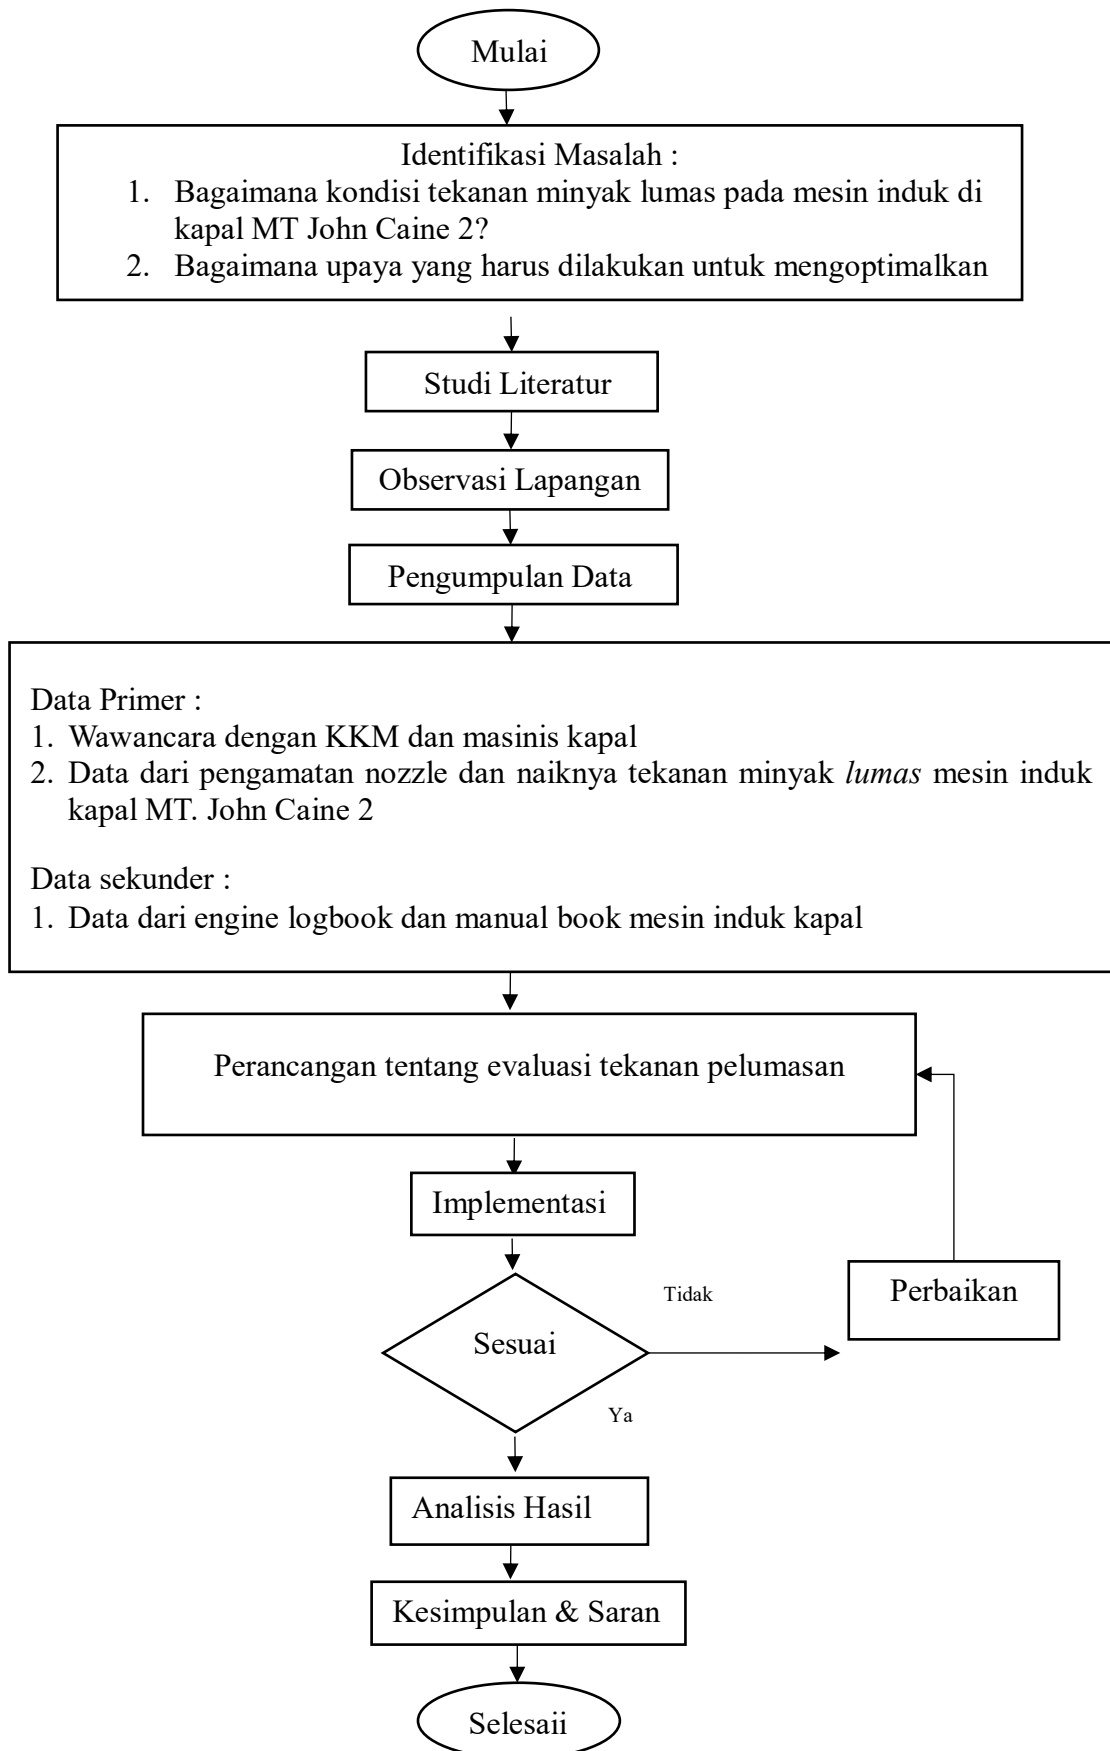 Mulai
Identifikasi Masalah :
1. Bagaimana kondisi tekanan minyak lumas pada mesin induk di
kapal MT John Caine 2?
2. Bagaimana upaya yang harus dilakukan untuk mengoptimalkan
Studi Literatur
Observasi Lapangan
Pengumpulan Data
Data Primer :
1. Wawancara dengan KKM dan masinis kapal
2. Data dari pengamatan nozzle dan naiknya tekanan minyak lumas mesin induk
kapal MT. John Caine 2
Data sekunder :
1. Data dari engine logbook dan manual book mesin induk kapal
Perancangan tentang evaluasi tekanan pelumasan
Implementasi
Tidak
Perbaikan
Sesuai
Ya
Analisis Hasil
Kesimpulan & Saran
Selesaii